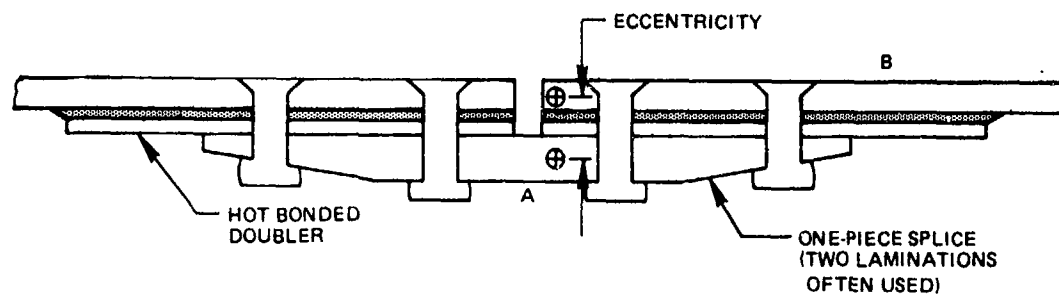 ECCENTRICITY
B
A
HOT BONDED
DOUBLER
ONE-PIECE SPLICE
(TWO LAMINATIONS
OFTEN USED)